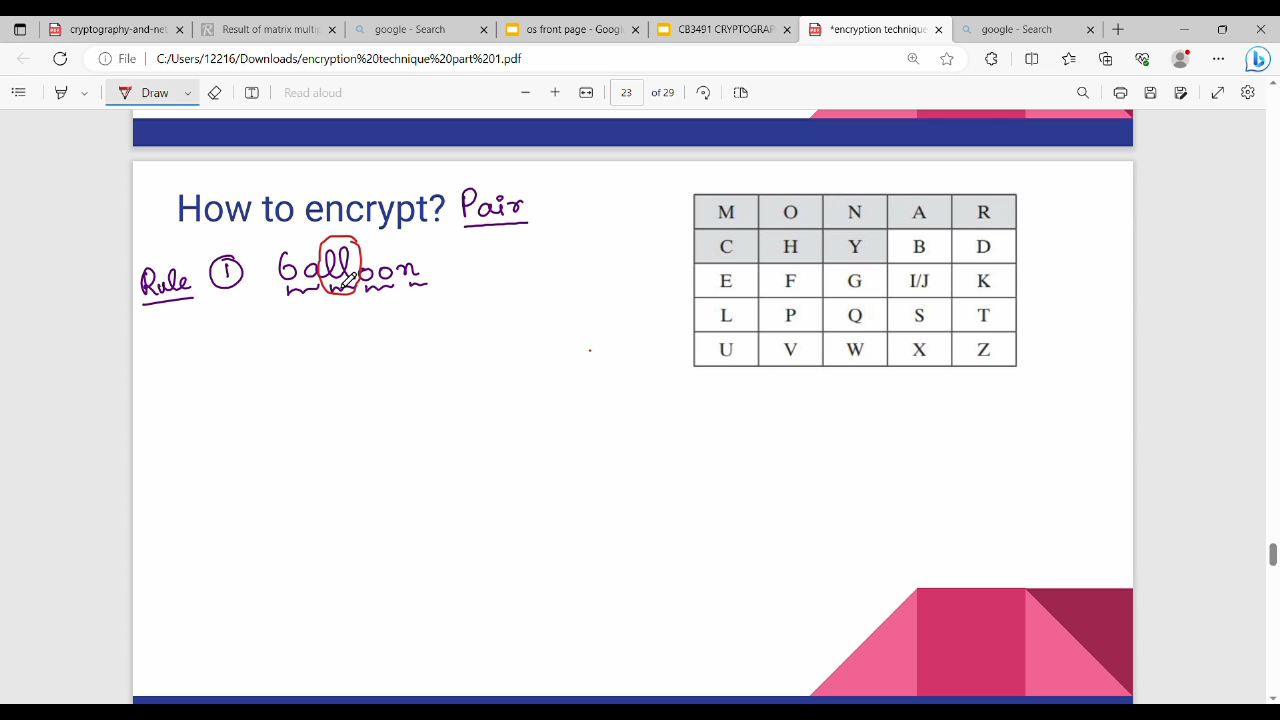 cryptography-and-net
Result of matrix multip
google - Search
os front page - Google
CB3491 CRYPTOGRAP
*encryption technique
google - Search
File
C:/Users/12216/Downloads/encryption%20technique%20part%201.pdf
Draw
Read aloud
23
of 29
How to encrypt? Pair
Rule ① balloon
M O N A R
C H Y B D
E F G I/J K
L P Q S T
U V W X Z